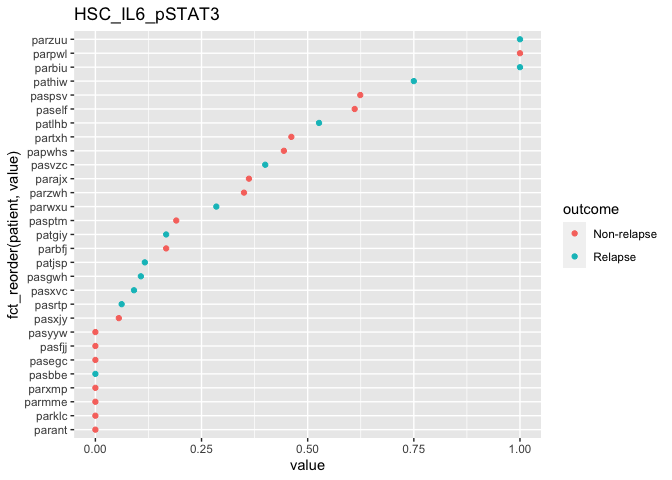 HSC_IL6_pSTAT3
fct_reorder(patient, value)
parzuu
parpwl
parbiu
pathiw
paspsv
paself
patlhb
partxh
papwhs
pasvzc
parajx
parzwh
parwxu
pasptm
patgiy
parbfj
patjsp
pasgwh
pasxvc
pasrtp
pasxjy
pasyyw
pasfjj
pasegc
pasbbe
parxmp
parmme
parklc
parant
0.00 0.25 0.50 0.75 1.00
value
outcome
Non-relapse
Relapse